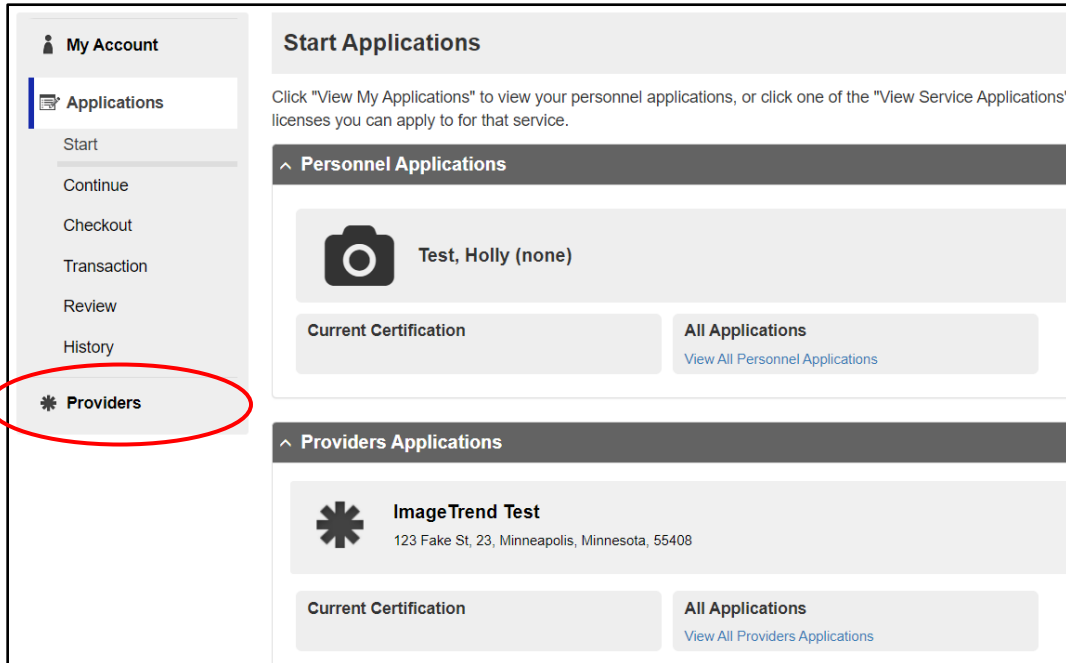 My Account
Applications
Start
Continue
Checkout
Transaction
Review
History
Providers
Start Applications
Click "View My Applications" to view your personnel applications, or click one of the "View Service Applications"
licenses you can apply to for that service.
Personnel Applications
Test, Holly (none)
Current Certification
All Applications
View All Personnel Applications
Providers Applications
ImageTrend Test
123 Fake St, 23, Minneapolis, Minnesota, 55408
Current Certification
All Applications
View All Providers Applications